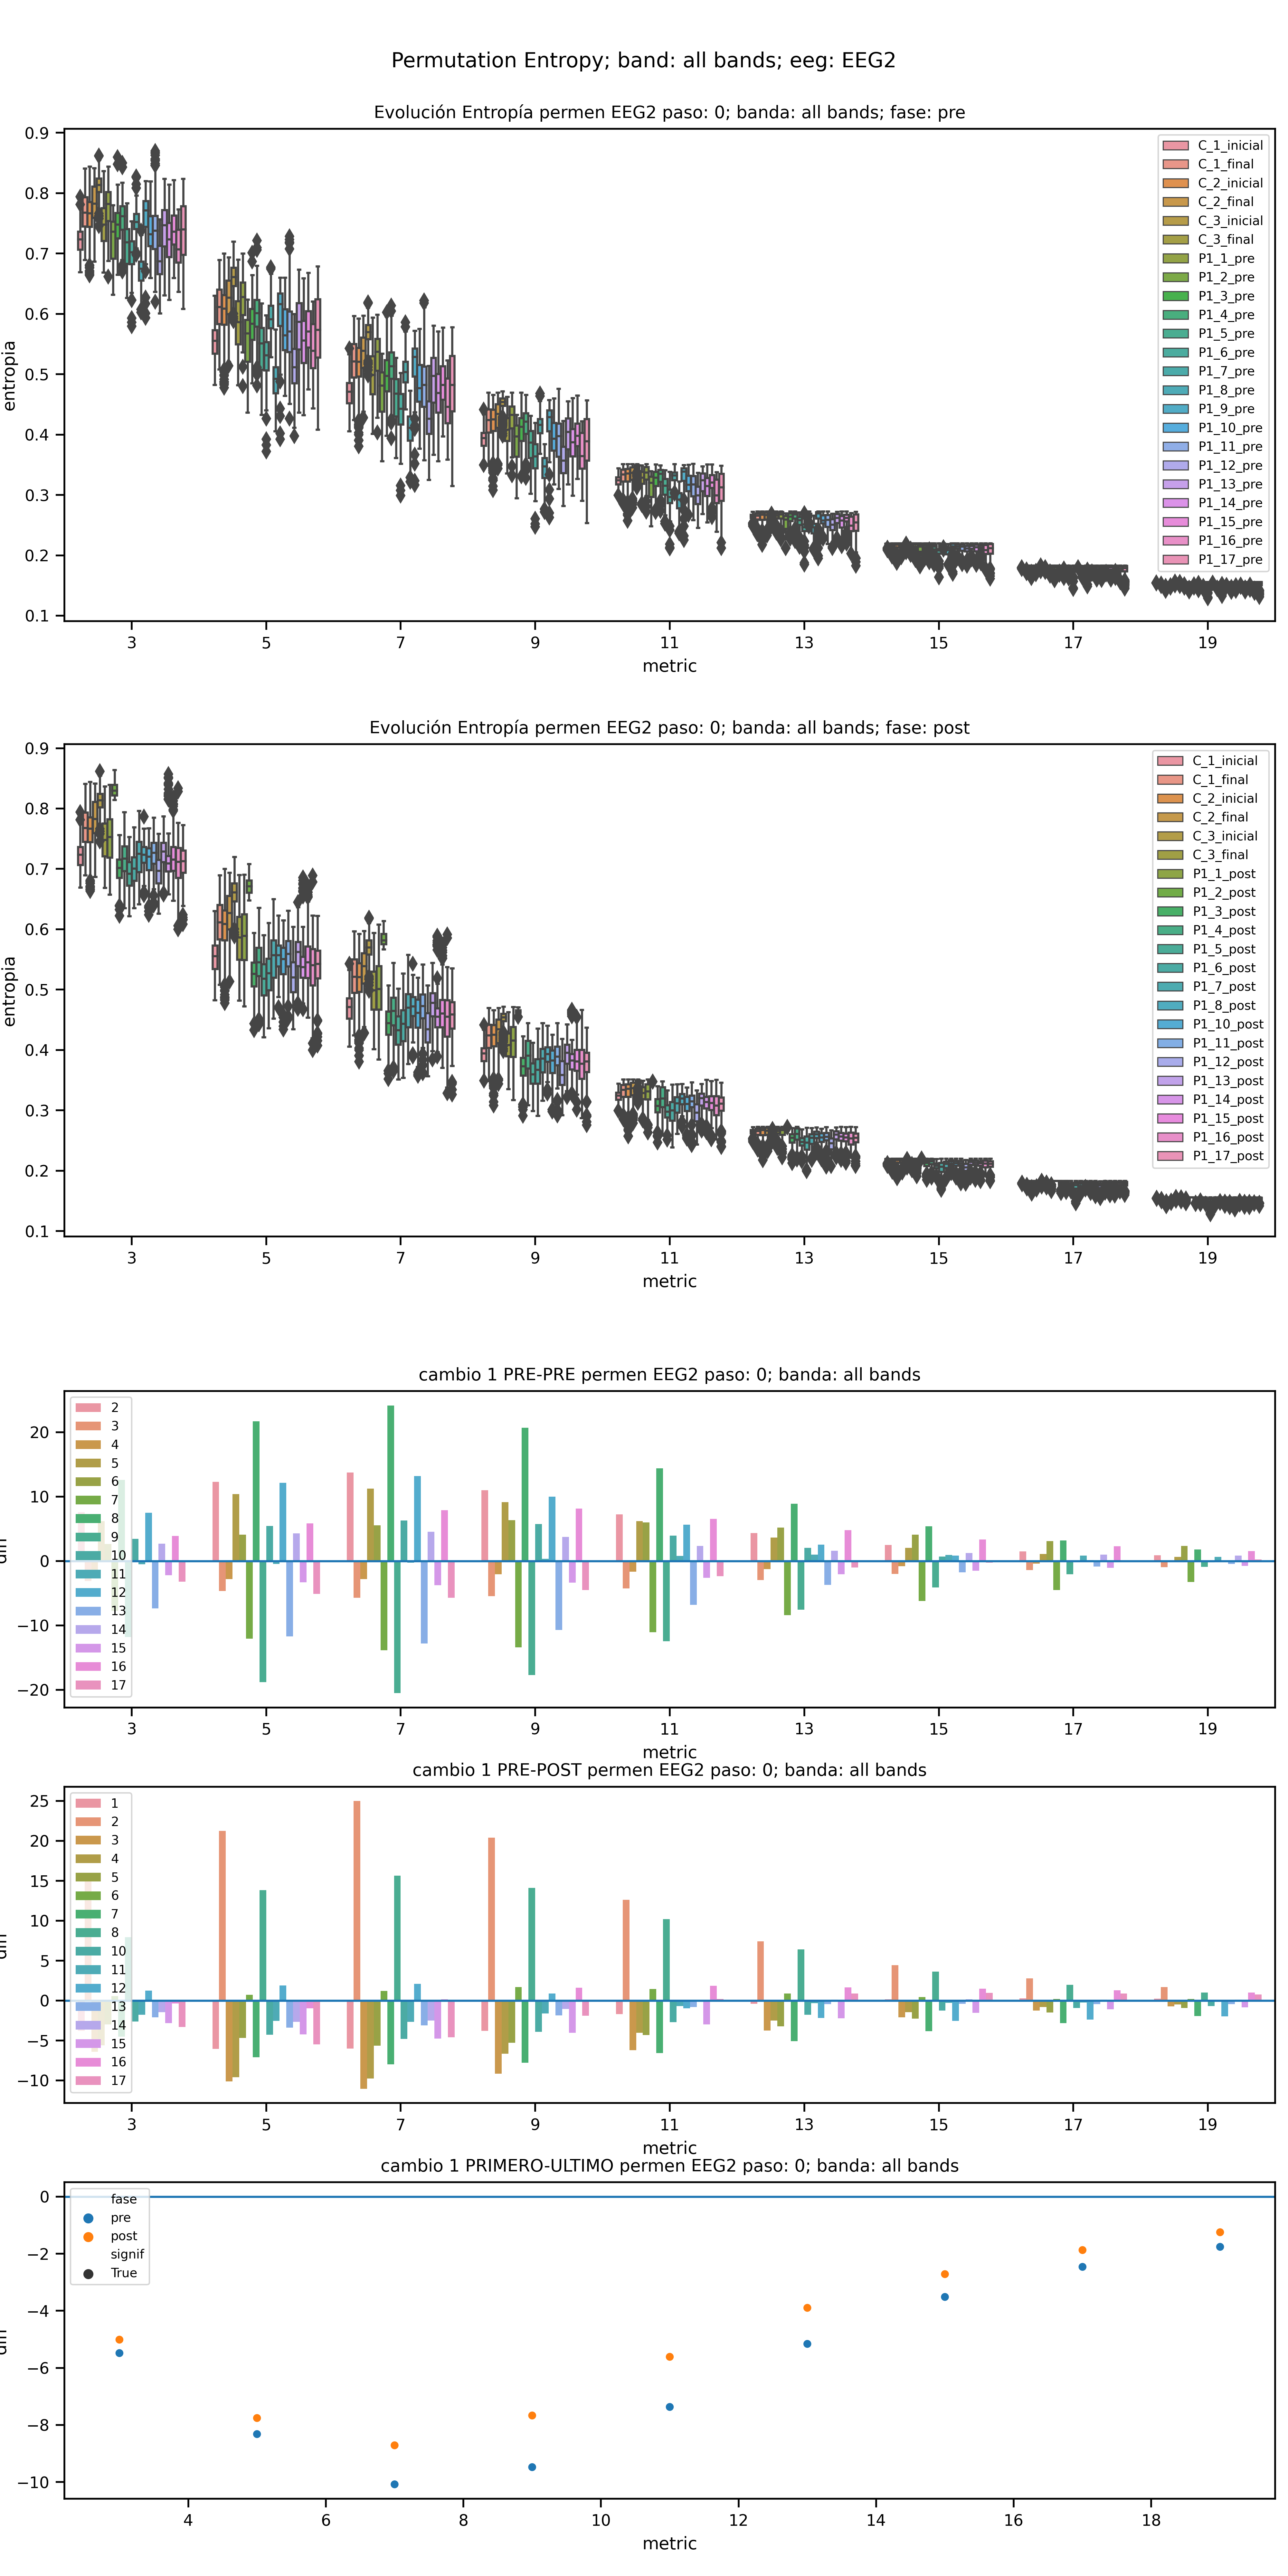 Permutation Entropy; band: all bands; eeg: EEG2
Evolución Entropía permen EEG2 paso: 0; banda: all bands; fase: pre
0.9
0.8
0.7
0.6
0.5
0.4
0.3
0.2
0.1
entropia
C_1_inicial
C_1_final
C_2_inicial
C_2_final
C_3_inicial
C_3_final
P1_1_pre
P1_2_pre
P1_3_pre
P1_4_pre
P1_5_pre
P1_6_pre
P1_7_pre
P1_8_pre
P1_9_pre
P1_10_pre
P1_11_pre
P1_12_pre
P1_13_pre
P1_14_pre
P1_15_pre
P1_16_pre
P1_17_pre
3 5 7 9 11 13 15 17 19
metric
Evolución Entropía permen EEG2 paso: 0; banda: all bands; fase: post
0.9
0.8
0.7
0.6
0.5
0.4
0.3
0.2
0.1
entropia
C_1_inicial
C_1_final
C_2_inicial
C_2_final
C_3_inicial
C_3_final
P1_1_post
P1_2_post
P1_3_post
P1_4_post
P1_5_post
P1_6_post
P1_7_post
P1_8_post
P1_10_post
P1_11_post
P1_12_post
P1_13_post
P1_14_post
P1_15_post
P1_16_post
P1_17_post
3 5 7 9 11 13 15 17 19
metric
cambio 1 PRE-PRE permen EEG2 paso: 0; banda: all bands
20
10
0
−10
−20
2
3
4
5
6
7
8
9
10
11
12
13
14
15
16
17
3 5 7 9 11 13 15 17 19
metric
cambio 1 PRE-POST permen EEG2 paso: 0; banda: all bands
25
20
15
10
5
0
−5
−10
1
2
3
4
5
6
7
8
10
11
12
13
14
15
16
17
3 5 7 9 11 13 15 17 19
metric
cambio 1 PRIMERO-ULTIMO permen EEG2 paso: 0; banda: all bands
0
−2
−4
−6
−8
−10
fase
pre
post
signif
True
4 6 8 10 12 14 16 18
metric